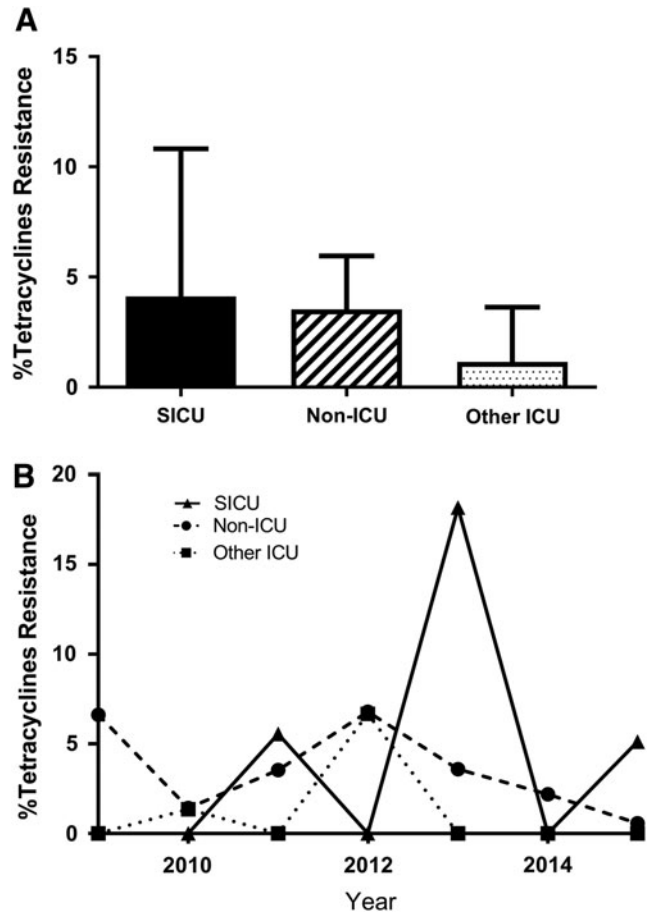 A
%Tetracyclines Resistance
15
10
5
0
SICU Non-ICU Other ICU
B
%Tetracyclines Resistance
20
15
10
5
0
SICU
Non-ICU
Other ICU
2010 2012 2014
Year